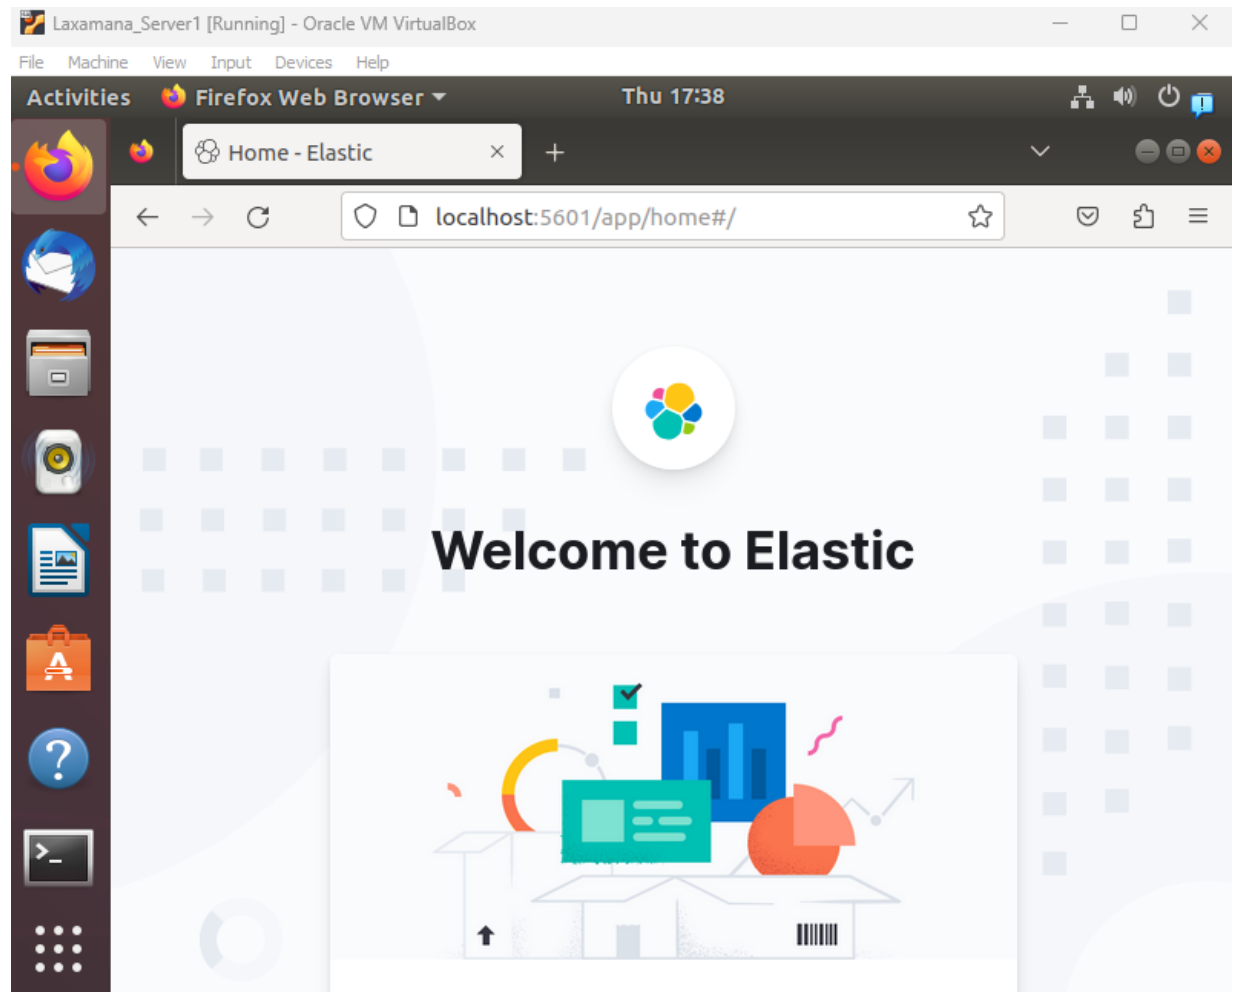 Laxamana_Server1 [Running] - Oracle VM VirtualBox
File Machine View Input Devices Help
Activities Firefox Web Browser Thu 17:38
Home - Elastic
localhost:5601/app/home#/
Welcome to Elastic